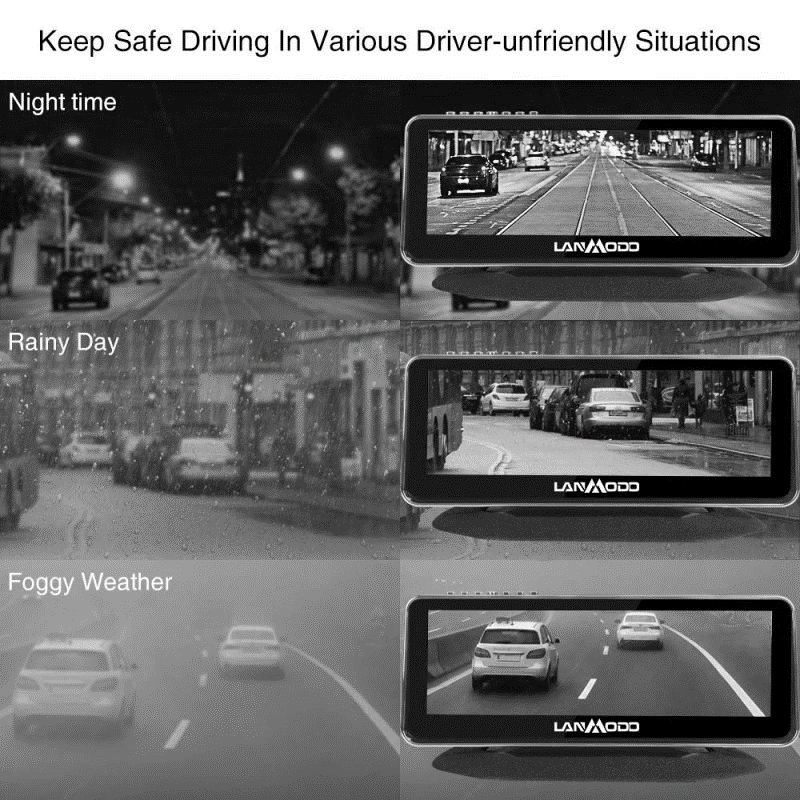 Keep Safe Driving In Various Driver-unfriendly Situations
Night time
LANMODO
Rainy Day
LANMODO
Foggy Weather
LANMODO